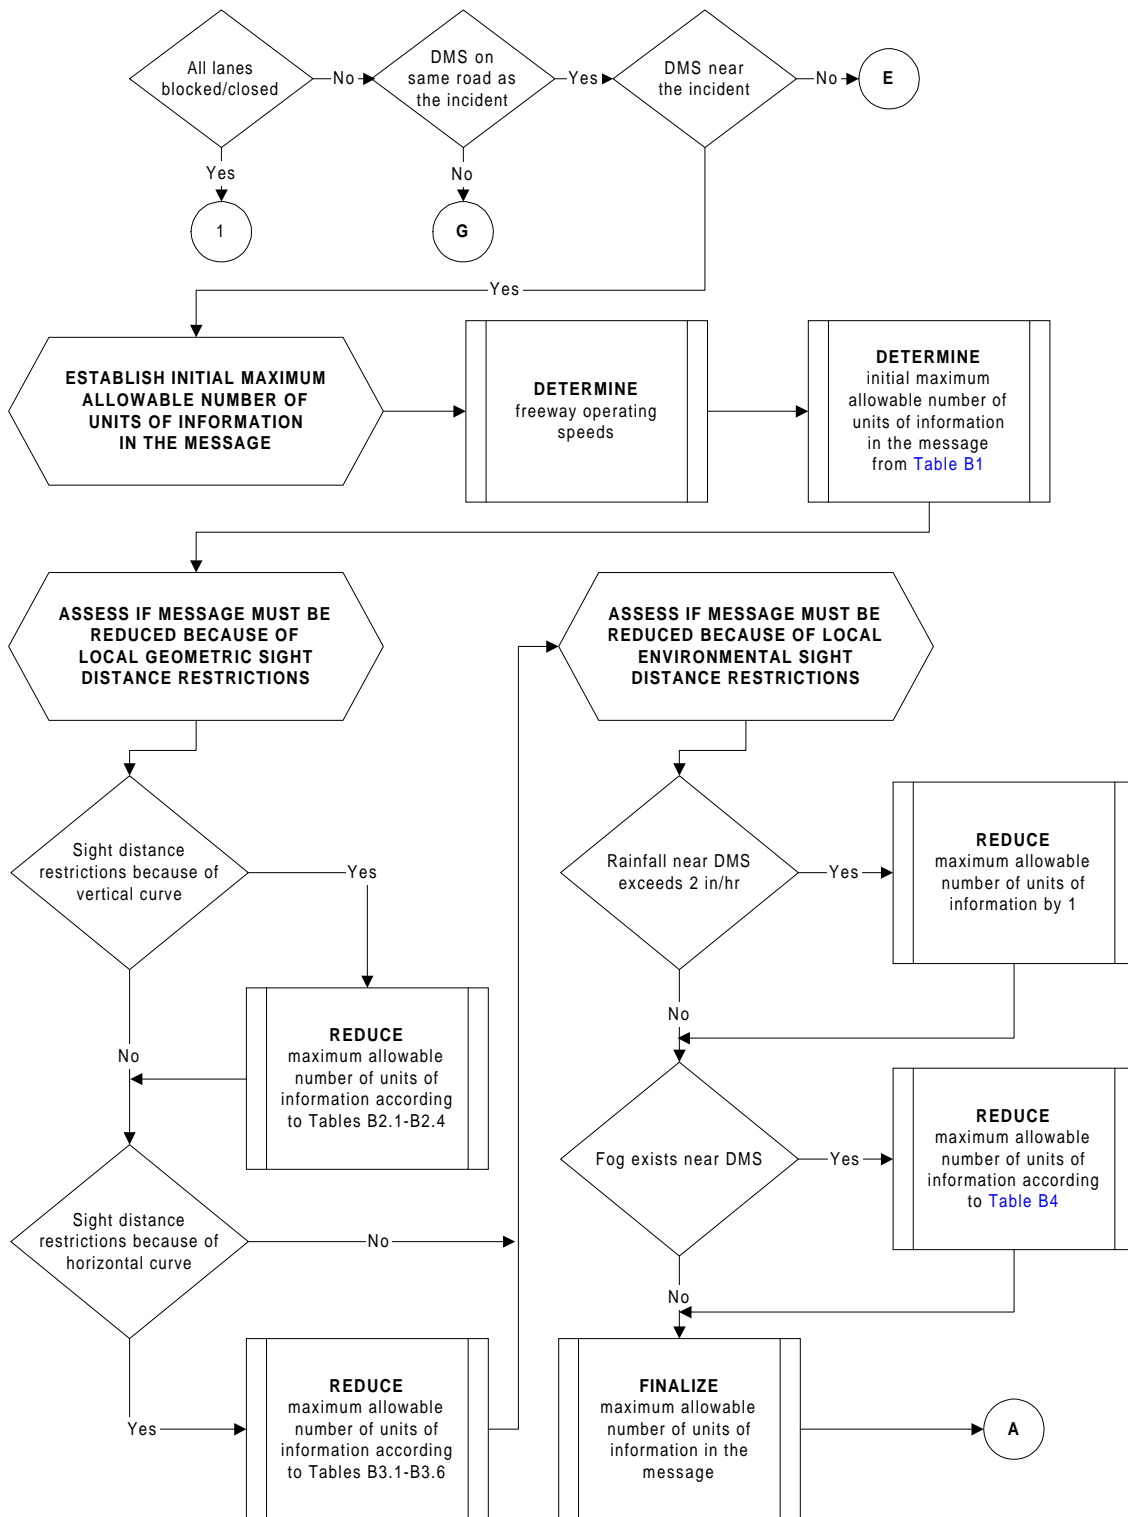 All lanes
blocked/closed
No
DMS on
same road as
the incident
Yes
DMS near
the incident
No
E
Yes
1
No
G
Yes
ESTABLISH INITIAL MAXIMUM
ALLOWABLE NUMBER OF
UNITS OF INFORMATION
IN THE MESSAGE
DETERMINE
freeway operating
speeds
DETERMINE
initial maximum
allowable number of
units of information
in the message
from Table B1
ASSESS IF MESSAGE MUST BE
REDUCED BECAUSE OF
LOCAL GEOMETRIC SIGHT
DISTANCE RESTRICTIONS
Sight distance
restrictions because of
vertical curve
Yes
No
REDUCE
maximum allowable
number of units of
information according
to Tables B2.1-B2.4
Sight distance
restrictions because of
horizontal curve
No
Yes
REDUCE
maximum allowable
number of units of
information according
to Tables B3.1-B3.6
ASSESS IF MESSAGE MUST BE
REDUCED BECAUSE OF LOCAL
ENVIRONMENTAL SIGHT
DISTANCE RESTRICTIONS
Rainfall near DMS
exceeds 2 in/hr
Yes
REDUCE
maximum allowable
number of units of
information by 1
No
Fog exists near DMS
Yes
REDUCE
maximum allowable
number of units of
information according
to Table B4
No
FINALIZE
maximum allowable
number of units of
information in the
message
A